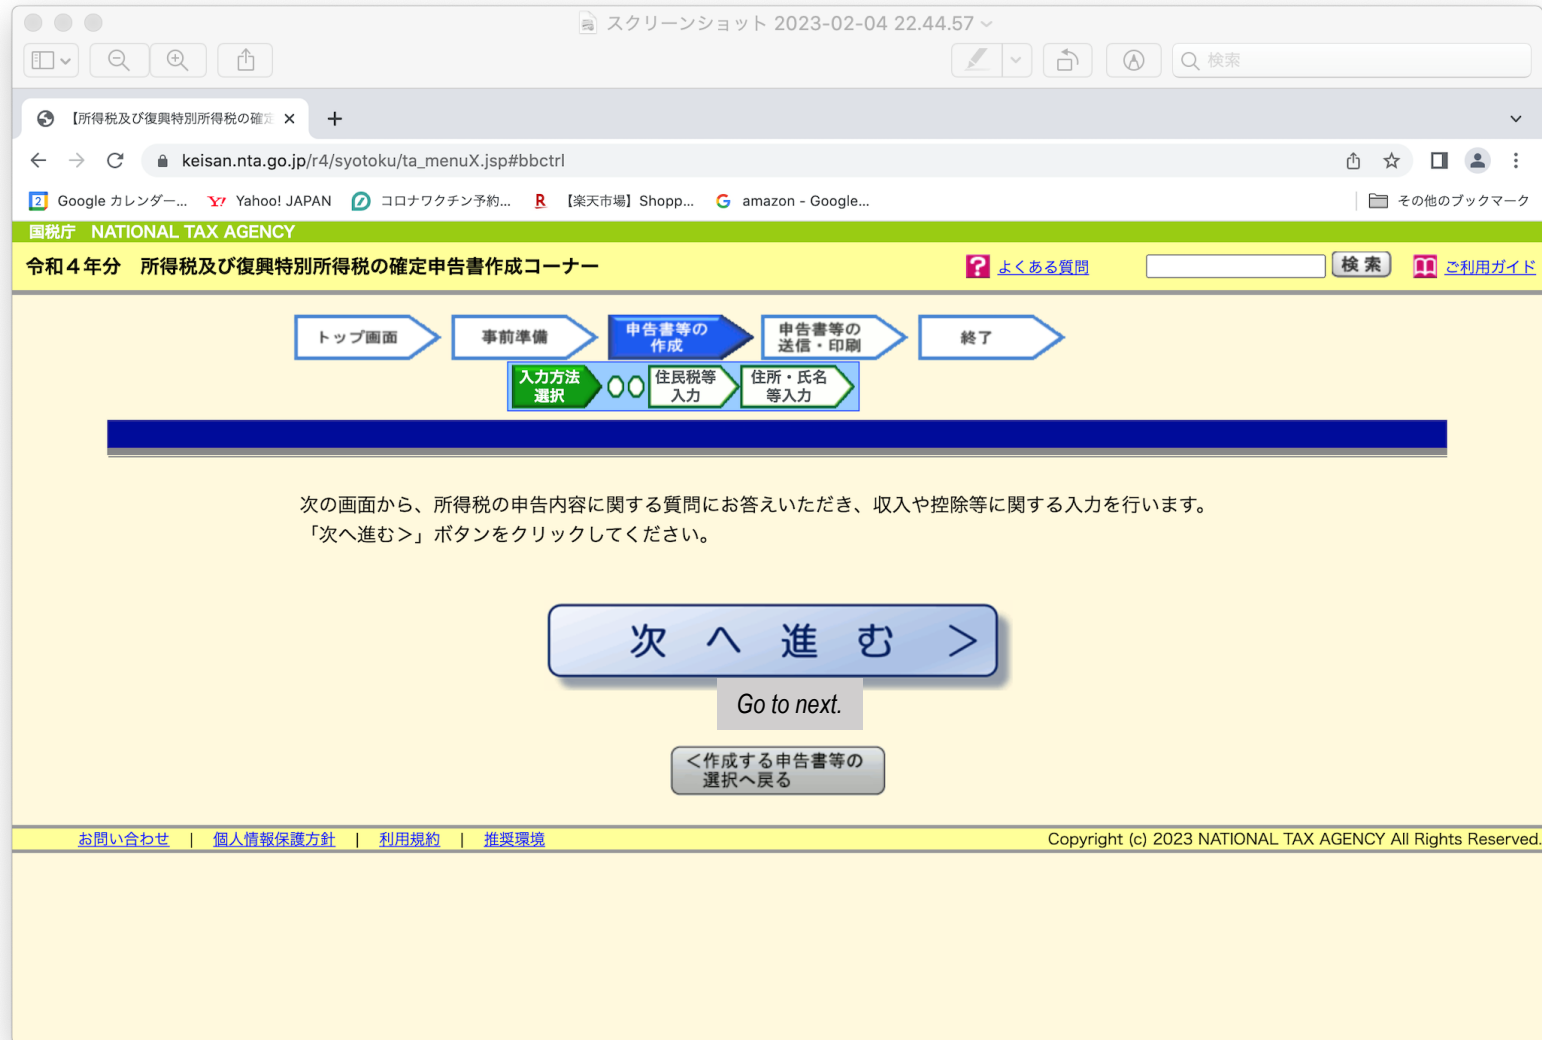 スクリーンショット 2023-02-04 22.44.57
検索
【所得税及び復興特別所得税の確定
keisan.nta.go.jp/r4/syotoku/ta_menuX.jsp#bbctrl
2 Google カレンダー... Y! Yahoo! JAPAN コロナワクチン予約... R 【楽天市場】Shopp... G amazon - Google... その他のブックマーク
国税庁 NATIONAL TAX AGENCY
令和4年分 所得税及び復興特別所得税の確定申告書作成コーナー ? よくある質問 検索 ご利用ガイド
トップ画面
事前準備
申告書等の
作成
申告書等の
送信・印刷
終了
入力方法
選択
住民税等
入力
住所・氏名
等入力
次の画面から、所得税の申告内容に関する質問にお答えいただき、収入や控除等に関する入力を行います。
「次へ進む＞」ボタンをクリックしてください。
次へ進む ＞
Go to next.
＜作成する申告書等の
選択へ戻る
お問い合わせ | 個人情報保護方針 | 利用規約 | 推奨環境 Copyright (c) 2023 NATIONAL TAX AGENCY All Rights Reserved.